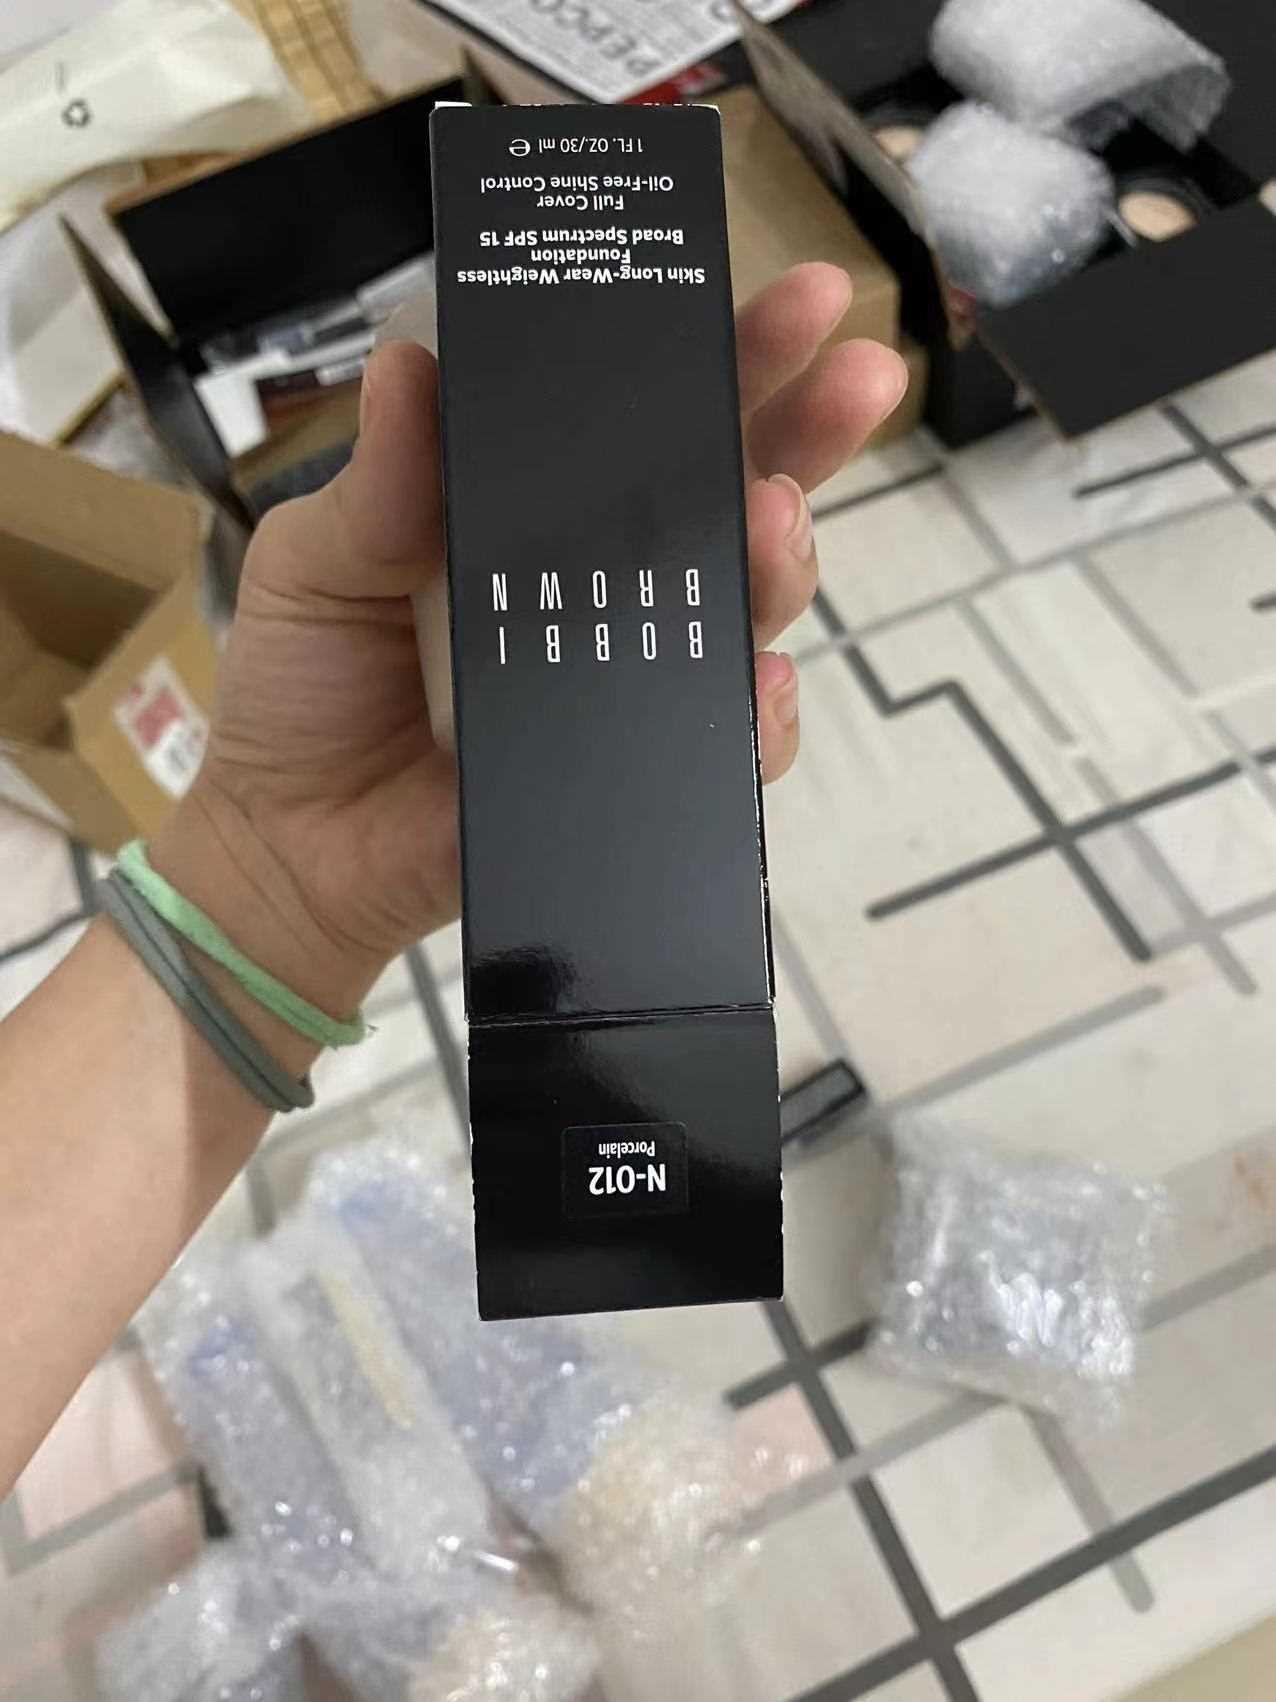 N-012
Porcelain
BOBBI
BROWN
Skin Long-Wear Weightless
Foundation
Broad Spectrum SPF 15
Full Cover
Oil-Free Shine Control
1 FL. OZ./30 ml ℮
PEPCO